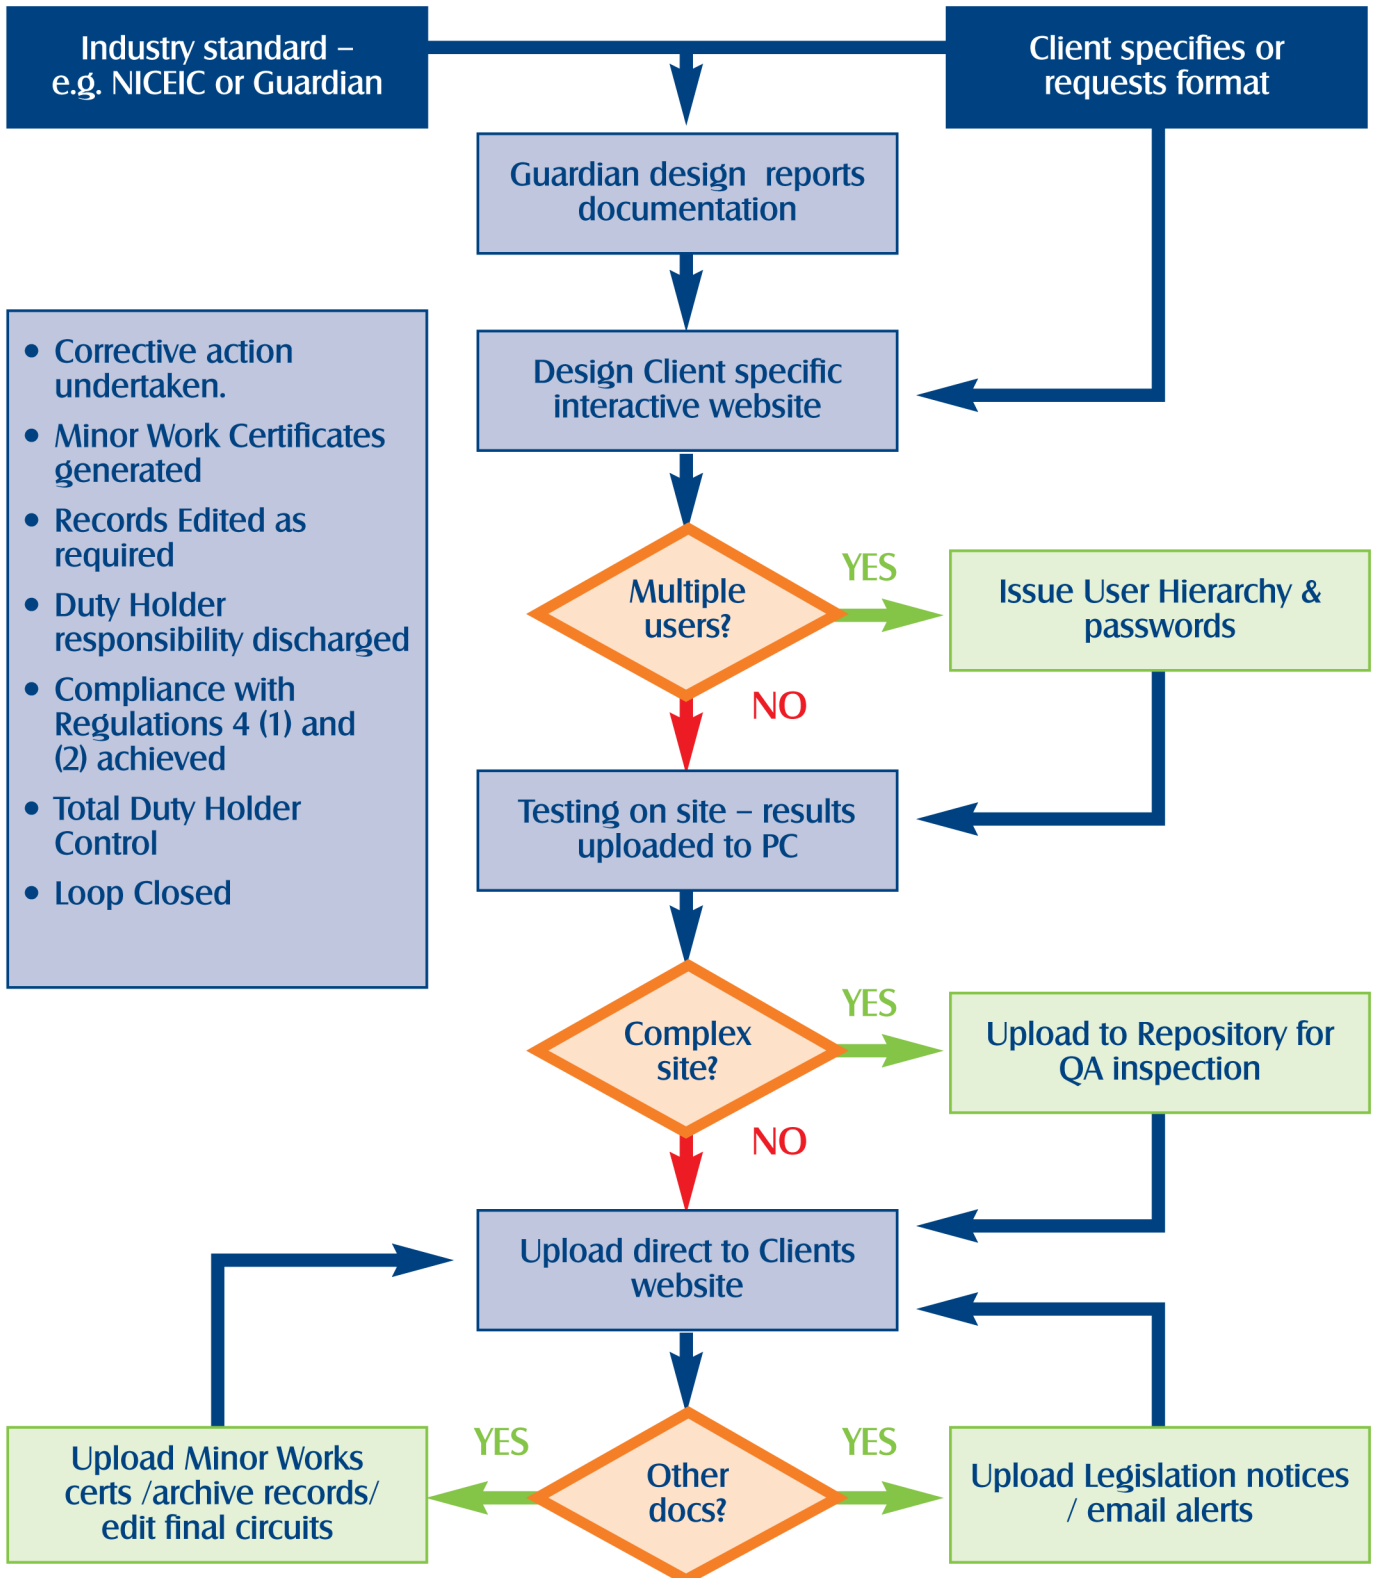 Industry standard –
e.g. NICEIC or Guardian
Client specifies or
requests format
Guardian design  reports
documentation
Design Client specific
interactive website
• Corrective action
undertaken.
• Minor Work Certificates
generated
• Records Edited as
required
• Duty Holder
responsibility discharged
• Compliance with
Regulations 4 (1) and
(2) achieved
• Total Duty Holder
Control
• Loop Closed
Multiple
users?
YES
Issue User Hierarchy &
passwords
NO
Testing on site – results
uploaded to PC
Complex
site?
YES
Upload to Repository for
QA inspection
NO
Upload direct to Clients
website
Other
docs?
YES
Upload Minor Works
certs /archive records/
edit final circuits
YES
Upload Legislation notices
/ email alerts